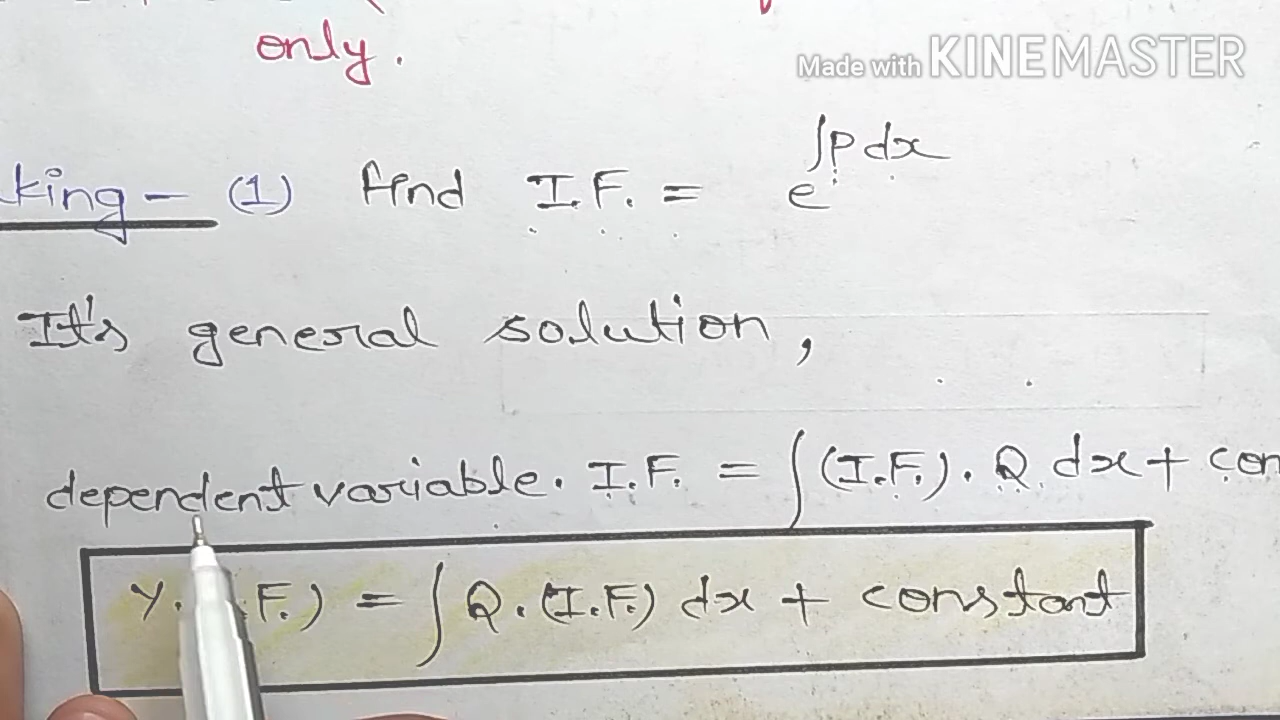 only.
Made with KINEMASTER
king - (1) find I.F. = e^∫P dx
It's general solution,
dependent variable. I.F. = ∫(I.F.). Q dx + con
y. F.) = ∫ Q.(I.F.) dx + constant